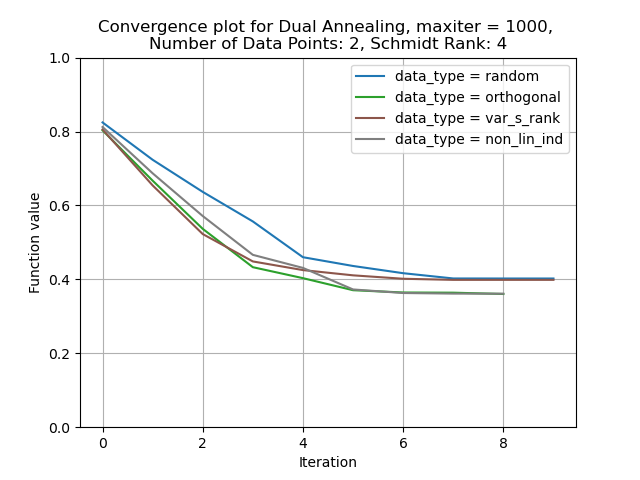 Convergence plot for Dual Annealing, maxiter = 1000,
Number of Data Points: 2, Schmidt Rank: 4
data_type = random
data_type = orthogonal
data_type = var_s_rank
data_type = non_lin_ind
1.0
0.8
0.6
0.4
0.2
0.0
Function value
0 2 4 6 8
Iteration